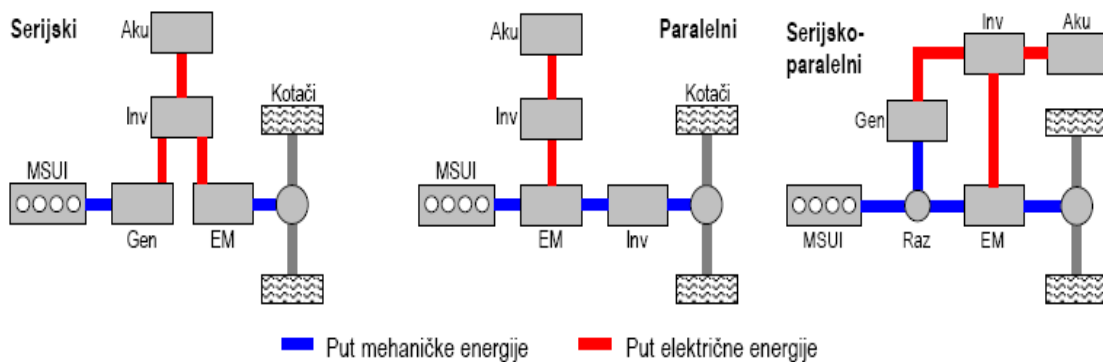 Serijski
Aku
Inv
Kotači
MSUI
Gen
EM
Paralelni
Aku
Inv
Kotači
MSUI
EM
Inv
Serijsko-
paralelni
Inv
Aku
Gen
MSUI
Raz
EM
Put mehaničke energije
Put električne energije